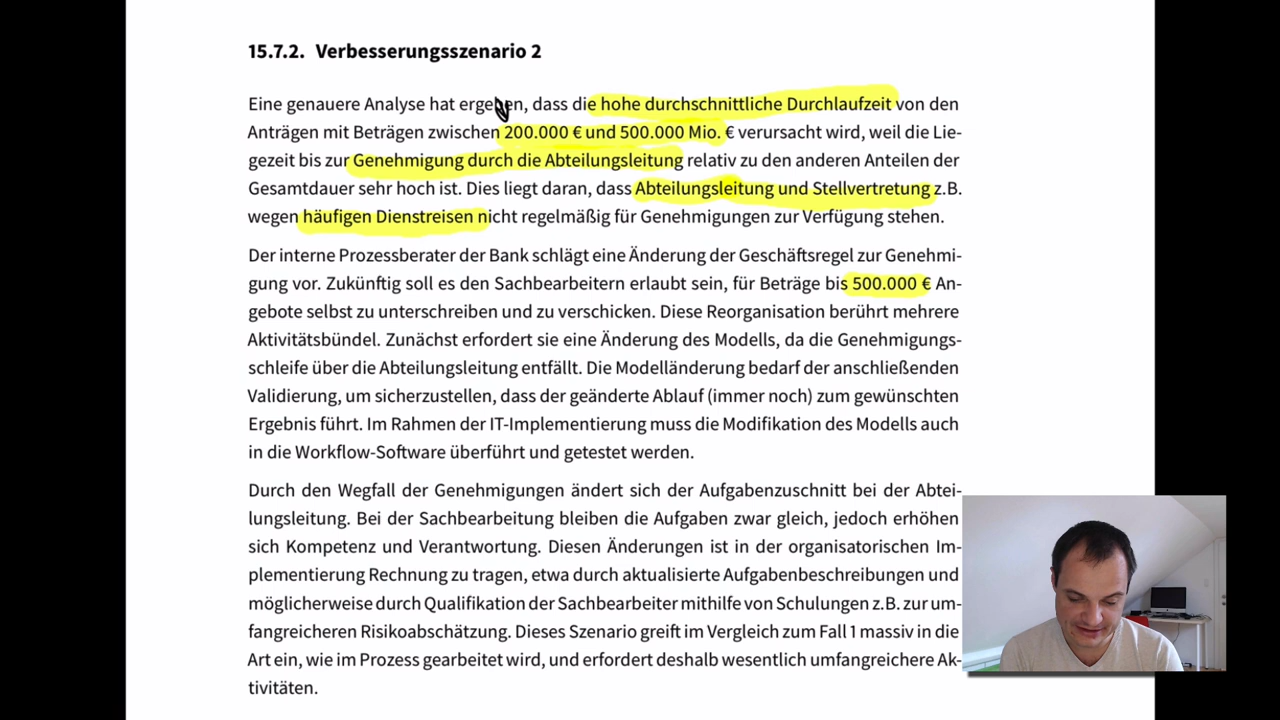 15.7.2. Verbesserungsszenario 2
Eine genauere Analyse hat ergeben, dass die hohe durchschnittliche Durchlaufzeit von den
Anträgen mit Beträgen zwischen 200.000 € und 500.000 Mio. € verursacht wird, weil die Lie-
gezeit bis zur Genehmigung durch die Abteilungsleitung relativ zu den anderen Anteilen der
Gesamtdauer sehr hoch ist. Dies liegt daran, dass Abteilungsleitung und Stellvertretung z.B.
wegen häufigen Dienstreisen nicht regelmäßig für Genehmigungen zur Verfügung stehen.
Der interne Prozessberater der Bank schlägt eine Änderung der Geschäftsregel zur Genehmi-
gung vor. Zukünftig soll es den Sachbearbeitern erlaubt sein, für Beträge bis 500.000 € An-
gebote selbst zu unterschreiben und zu verschicken. Diese Reorganisation berührt mehrere
Aktivitätsbündel. Zunächst erfordert sie eine Änderung des Modells, da die Genehmigungs-
schleife über die Abteilungsleitung entfällt. Die Modelländerung bedarf der anschließenden
Validierung, um sicherzustellen, dass der geänderte Ablauf (immer noch) zum gewünschten
Ergebnis führt. Im Rahmen der IT-Implementierung muss die Modifikation des Modells auch
in die Workflow-Software überführt und getestet werden.
Durch den Wegfall der Genehmigungen ändert sich der Aufgabenzuschnitt bei der Abtei-
lungsleitung. Bei der Sachbearbeitung bleiben die Aufgaben zwar gleich, jedoch erhöhen
sich Kompetenz und Verantwortung. Diesen Änderungen ist in der organisatorischen Im-
plementierung Rechnung zu tragen, etwa durch aktualisierte Aufgabenbeschreibungen und
möglicherweise durch Qualifikation der Sachbearbeiter mithilfe von Schulungen z.B. zur um-
fangreicheren Risikoabschätzung. Dieses Szenario greift im Vergleich zum Fall 1 massiv in die
Art ein, wie im Prozess gearbeitet wird, und erfordert deshalb wesentlich umfangreichere Ak-
tivitäten.